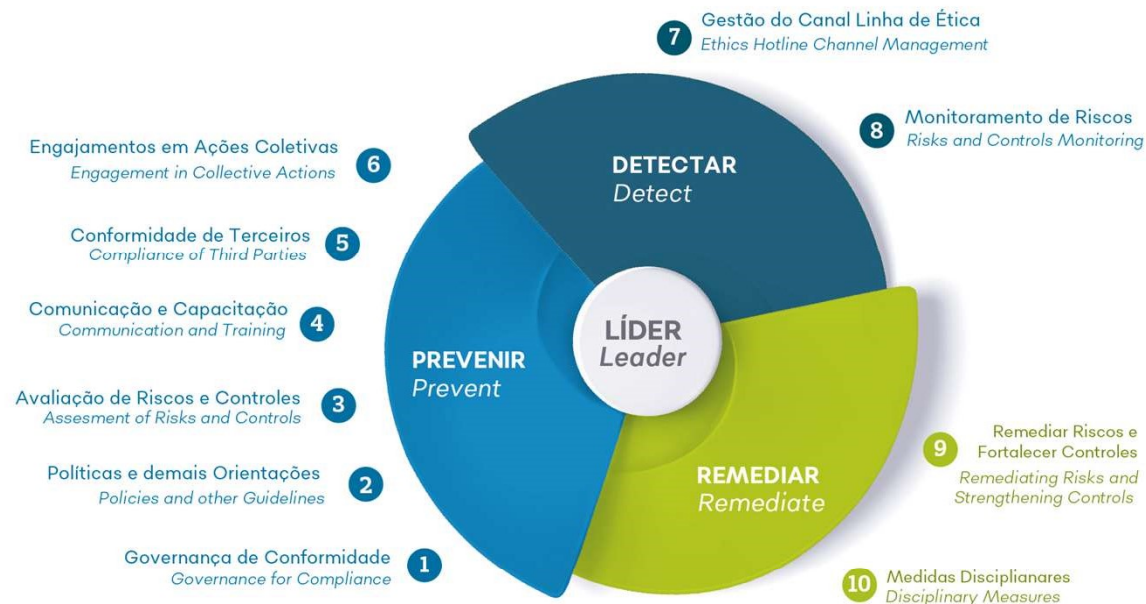 7
Gestão do Canal Linha de Ética
Ethics Hotline Channel Management
8
Monitoramento de Riscos
Risks and Controls Monitoring
Engajamentos em Ações Coletivas
Engagement in Collective Actions
6
DETECTAR
Detect
Conformidade de Terceiros
Compliance of Third Parties
5
Comunicação e Capacitação
Communication and Training
4
LÍDER
Leader
PREVENIR
Prevent
Avaliação de Riscos e Controles
Assesment of Risks and Controls
3
Políticas e demais Orientações
Policies and other Guidelines
2
REMEDIAR
Remediate
9
Remediar Riscos e
Fortalecer Controles
Remediating Risks and
Strengthening Controls
Governança de Conformidade
Governance for Compliance
1
10
Medidas Disciplianares
Disciplinary Measures